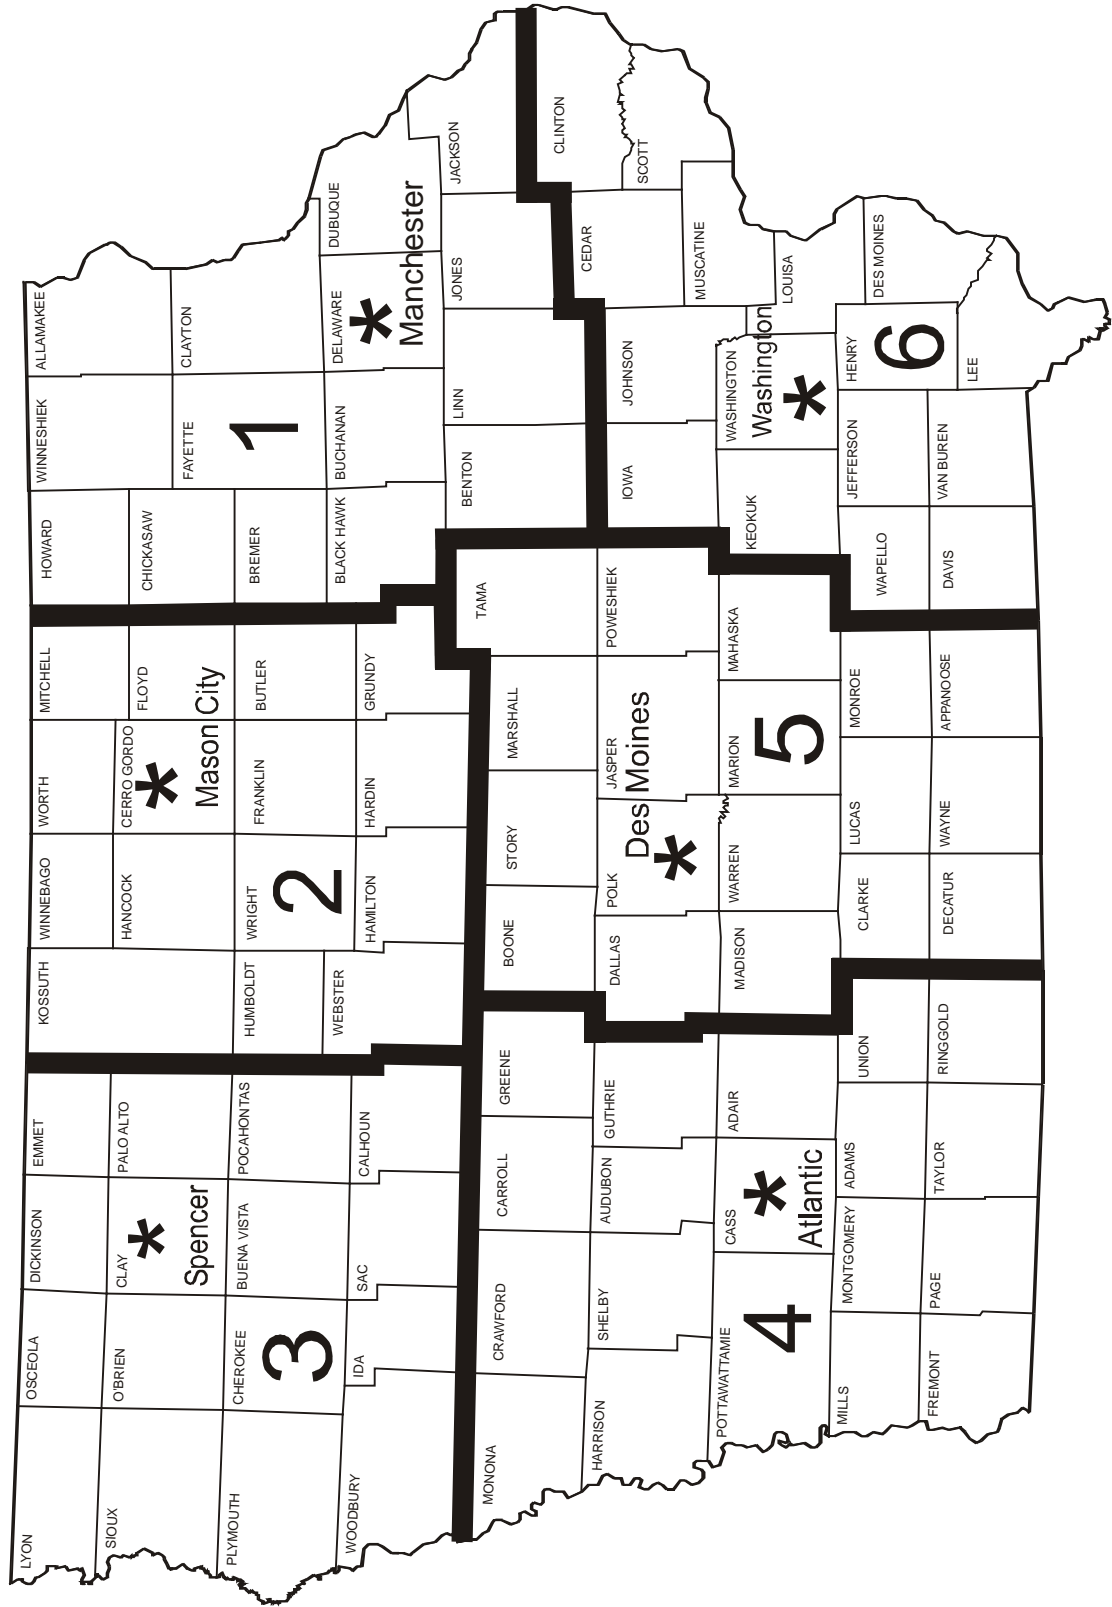 LYON
OSCEOLA
DICKINSON
EMMET
KOSSUTH
WINNEBAGO
WORTH
MITCHELL
HOWARD
WINNESHIEK
ALLAMAKEE
SIOUX
O'BRIEN
CLAY
PALO ALTO
HANCOCK
CERRO GORDO
FLOYD
CHICKASAW
*
Spencer
*
Mason City
FAYETTE
CLAYTON
PLYMOUTH
CHEROKEE
BUENA VISTA
POCAHONTAS
HUMBOLDT
WRIGHT
FRANKLIN
BUTLER
BREMER
3
2
1
WOODBURY
IDA
SAC
CALHOUN
WEBSTER
HAMILTON
HARDIN
GRUNDY
BLACK HAWK
BUCHANAN
DELAWARE
DUBUQUE
*
Manchester
MONONA
CRAWFORD
CARROLL
GREENE
BOONE
STORY
MARSHALL
TAMA
BENTON
LINN
JONES
JACKSON
CLINTON
HARRISON
SHELBY
AUDUBON
GUTHRIE
DALLAS
POLK
JASPER
POWESHIEK
IOWA
JOHNSON
CEDAR
SCOTT
Des Moines
*
MUSCATINE
POTTAWATTAMIE
CASS
ADAIR
MADISON
WARREN
MARION
MAHASKA
KEOKUK
WASHINGTON
LOUISA
4
*
Atlantic
5
Washington
*
MILLS
MONTGOMERY
ADAMS
UNION
CLARKE
LUCAS
MONROE
WAPELLO
JEFFERSON
HENRY
DES MOINES
6
FREMONT
PAGE
TAYLOR
RINGGOLD
DECATUR
WAYNE
APPANOOSE
DAVIS
VAN BUREN
LEE